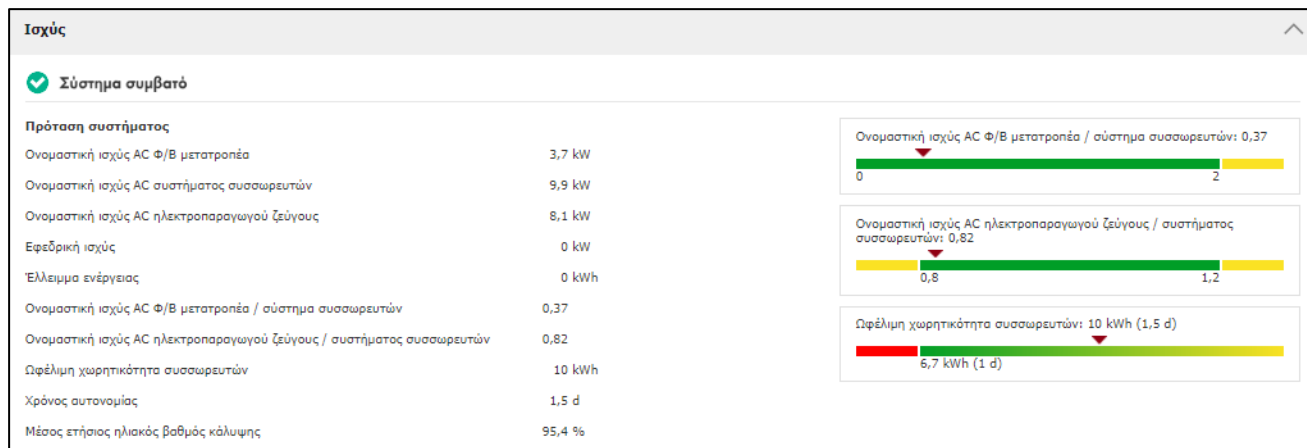 Ισχύς
Σύστημα συμβατό
Πρόταση συστήματος
Ονομαστική ισχύς AC Φ/Β μετατροπέα 3,7 kW
Ονομαστική ισχύς AC συστήματος συσσωρευτών 9,9 kW
Ονομαστική ισχύς AC ηλεκτροπαραγωγού ζεύγους 8,1 kW
Εφεδρική ισχύς 0 kW
Έλλειμμα ενέργειας 0 kWh
Ονομαστική ισχύς AC Φ/Β μετατροπέα / σύστημα συσσωρευτών 0,37
Ονομαστική ισχύς AC ηλεκτροπαραγωγού ζεύγους / συστήματος συσσωρευτών 0,82
Ωφέλιμη χωρητικότητα συσσωρευτών 10 kWh
Χρόνος αυτονομίας 1,5 d
Μέσος ετήσιος ηλιακός βαθμός κάλυψης 95,4 %
Ονομαστική ισχύς AC Φ/Β μετατροπέα / σύστημα συσσωρευτών: 0,37
0 2
Ονομαστική ισχύς AC ηλεκτροπαραγωγού ζεύγους / συστήματος
συσσωρευτών: 0,82
0,8 1,2
Ωφέλιμη χωρητικότητα συσσωρευτών: 10 kWh (1,5 d)
6,7 kWh (1 d)